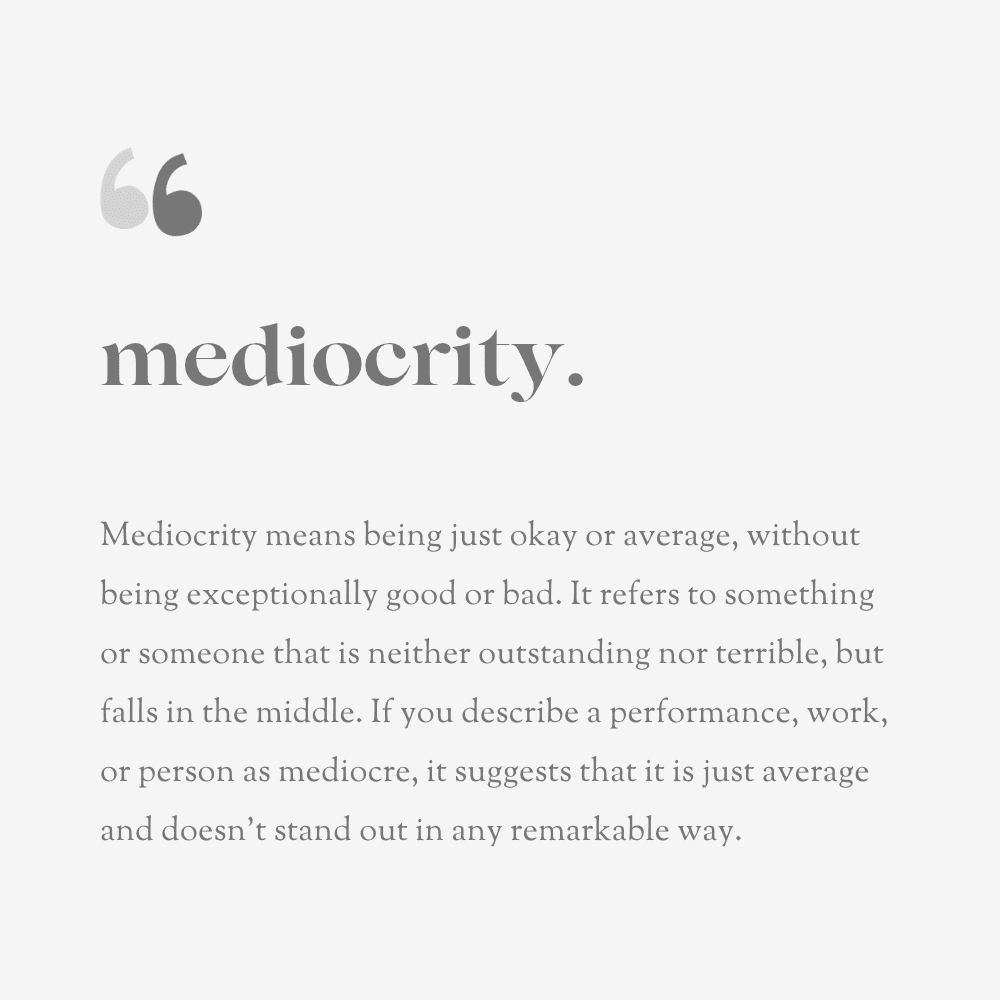 “
mediocrity.
Mediocrity means being just okay or average, without
being exceptionally good or bad. It refers to something
or someone that is neither outstanding nor terrible, but
falls in the middle. If you describe a performance, work,
or person as mediocre, it suggests that it is just average
and doesn’t stand out in any remarkable way.